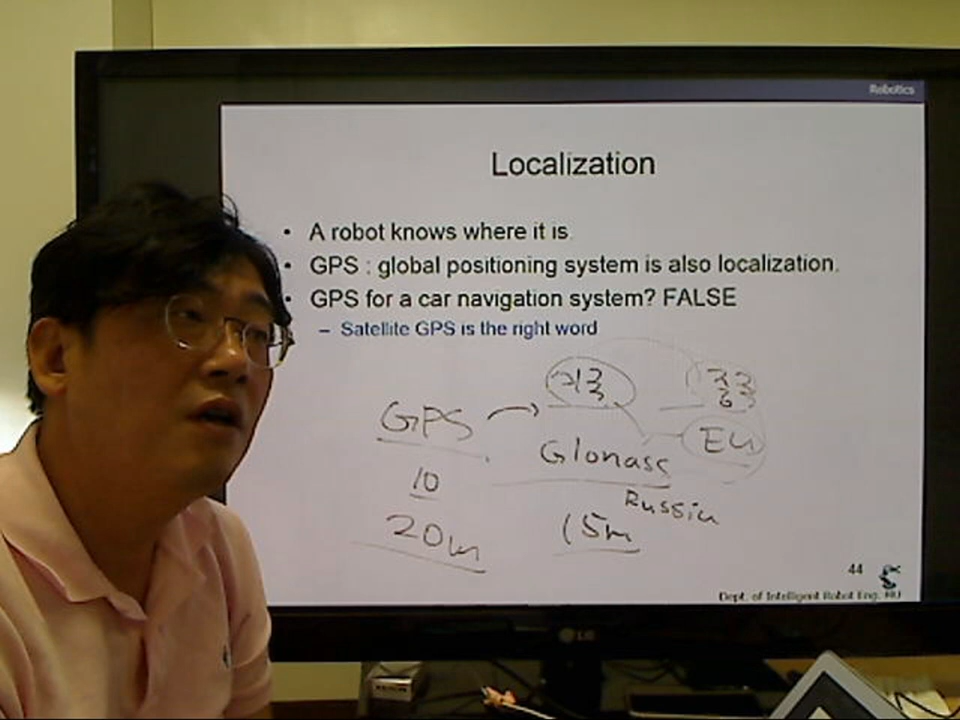 Robotics
Localization
• A robot knows where it is.
• GPS : global positioning system is also localization.
• GPS for a car navigation system? FALSE
– Satellite GPS is the right word
GPS
EU
Glonass
10
Russia
20m
15m
44
Dept. of Intelligent Robot Eng. HU
LG